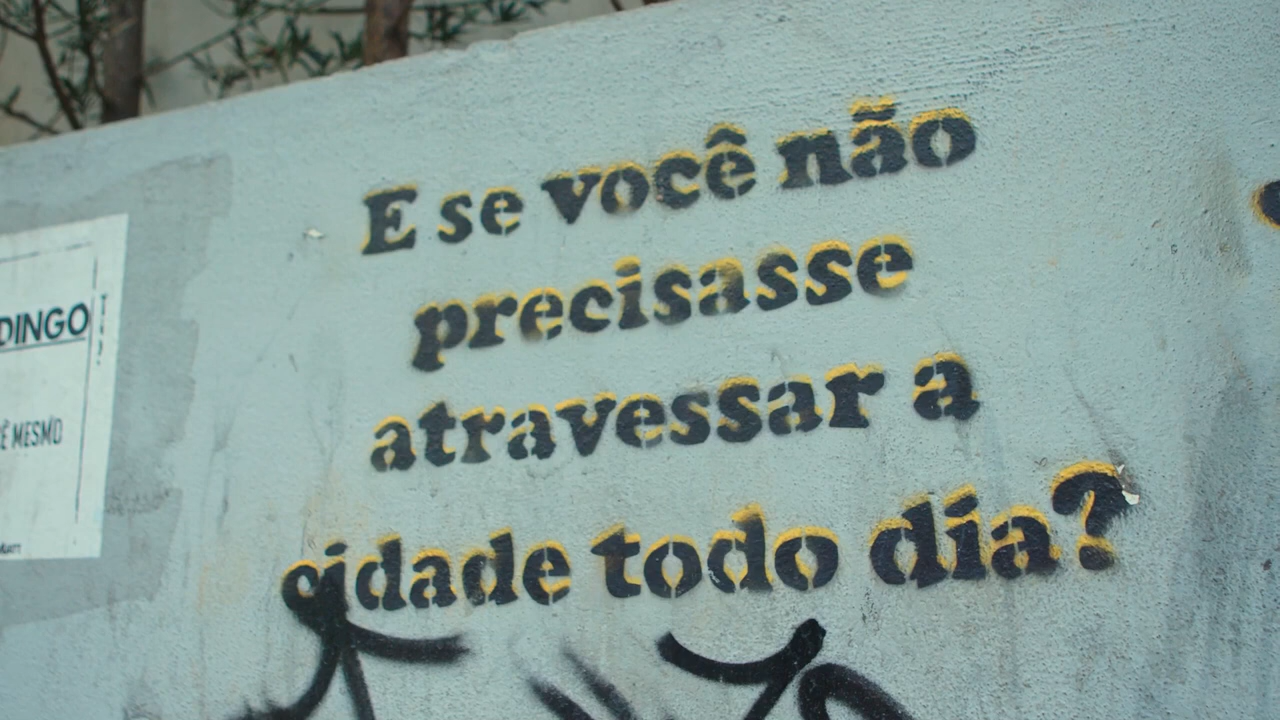 E se você não
precisasse
atravessar a
cidade todo dia?
DINGO
Ê MESMO